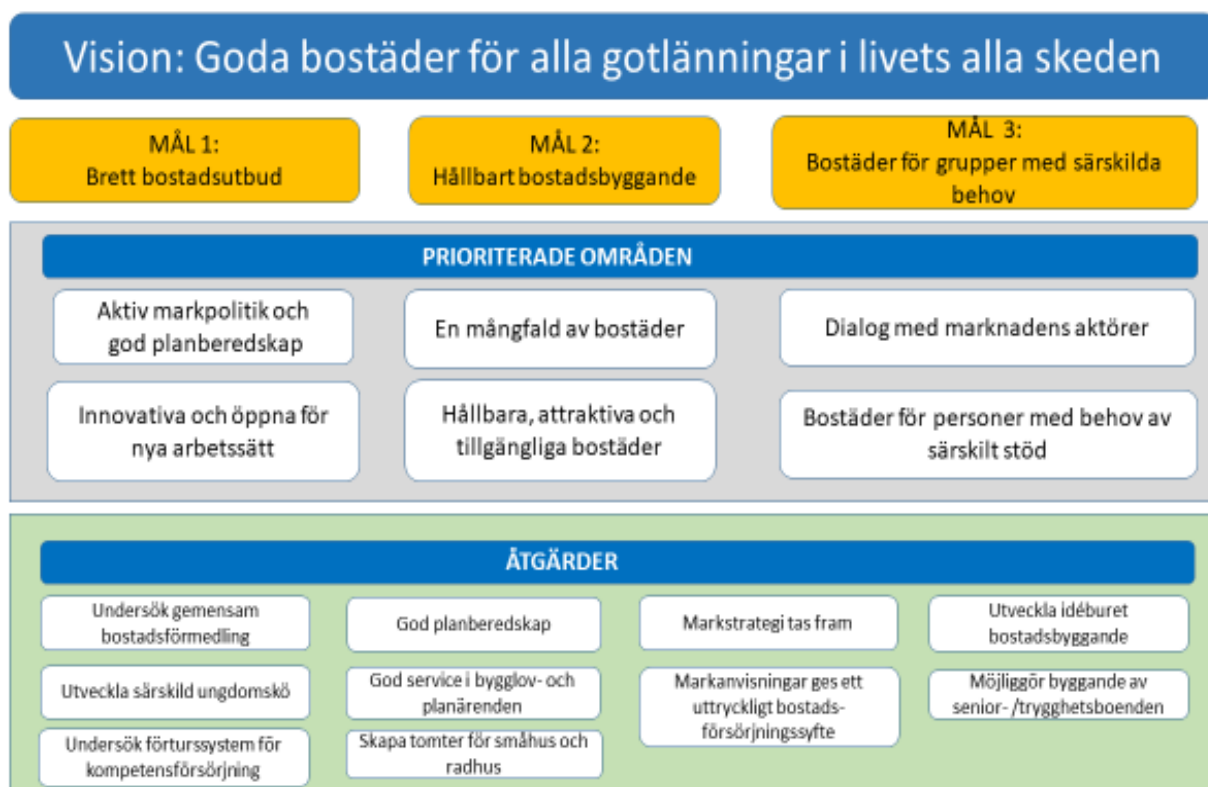 Vision: Goda bostäder för alla gotlänningar i livets alla skeden
MÅL 1:
Brett bostadsutbud
MÅL 2:
Hållbart bostadsbyggande
MÅL 3:
Bostäder för grupper med särskilda
behov
PRIORITERADE OMRÅDEN
Aktiv markpolitik och
god planberedskap
En mångfald av bostäder
Dialog med marknadens aktörer
Innovativa och öppna för
nya arbetssätt
Hållbara, attraktiva och
tillgängliga bostäder
Bostäder för personer med behov av
särskilt stöd
ÅTGÄRDER
Undersök gemensam
bostadsförmedling
God planberedskap
Markstrategi tas fram
Utveckla idéburet
bostadsbyggande
Utveckla särskild ungdomskö
God service i bygglov- och
planärenden
Markanvisningar ges ett
uttryckligt bostads-
försörjningssyfte
Möjliggör byggande av
senior- /trygghetsboenden
Undersök förturssystem för
kompetensförsörjning
Skapa tomter för småhus och
radhus